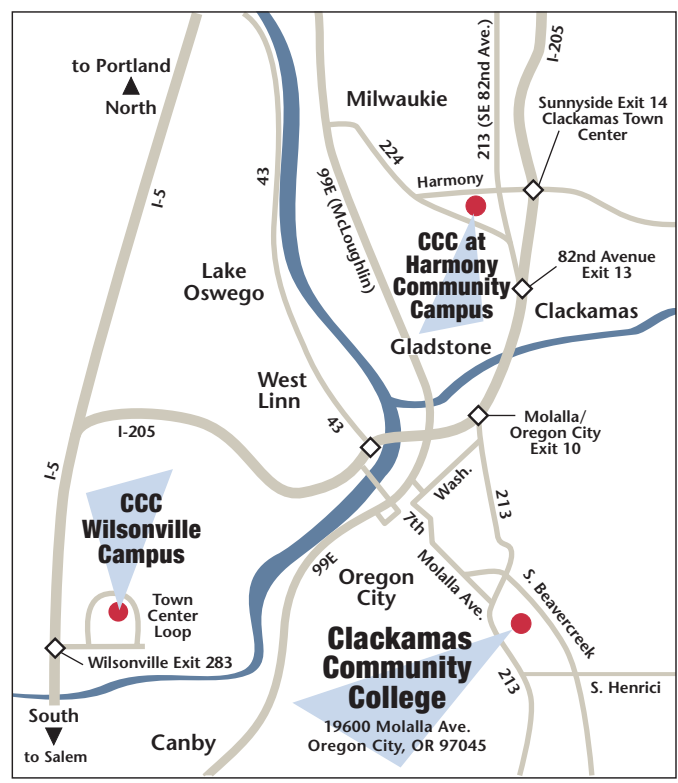 to Portland
North
I-5
43
213 (SE 82nd Ave.)
I-205
Milwaukie
Sunnyside Exit 14
Clackamas Town
Center
224
99E (McLoughlin)
Harmony
CCC at
Harmony
Community
Campus
82nd Avenue
Exit 13
Lake
Oswego
Clackamas
Gladstone
West
Linn
43
I-205
Molalla/
Oregon City
Exit 10
I-5
CCC
Wilsonville
Campus
Wash.
213
7th
99E
Oregon
City
Molalla Ave.
S. Beavercreek
Town
Center
Loop
Clackamas
Community
College
19600 Molalla Ave.
Oregon City, OR 97045
213
S. Henrici
Wilsonville Exit 283
South
to Salem
Canby